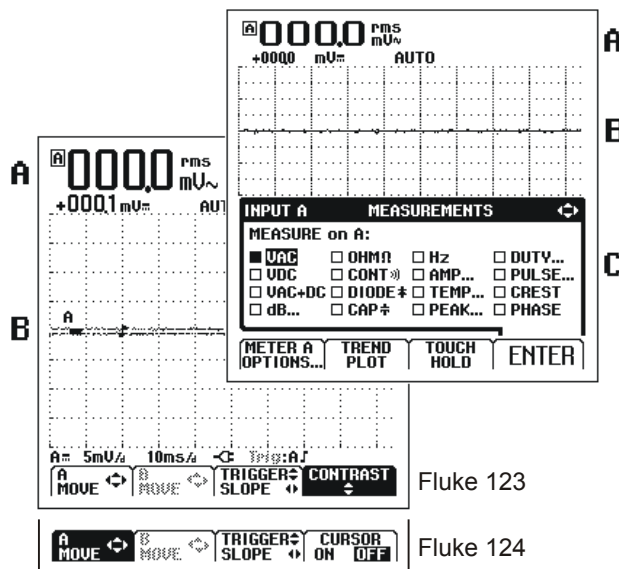 A 000.0 rms mV~
+000.0 mV⎓ AUTO
A
B
INPUT A MEASUREMENTS
MEASURE on A:
■ VAC □ OHM Ω □ Hz □ DUTY...
□ VDC □ CONT □ AMP... □ PULSE...
□ VAC+DC □ DIODE □ TEMP... □ CREST
□ dB... □ CAP □ PEAK... □ PHASE
C
METER A OPTIONS... TREND PLOT TOUCH HOLD ENTER
A
A 000.0 rms mV~
+000.1 mV⎓ AUT
B
A
A⎓ 5mV/d 10ms/d Trig:A
A MOVE B MOVE TRIGGER SLOPE CONTRAST
Fluke 123
A MOVE B MOVE TRIGGER SLOPE CURSOR ON OFF
Fluke 124